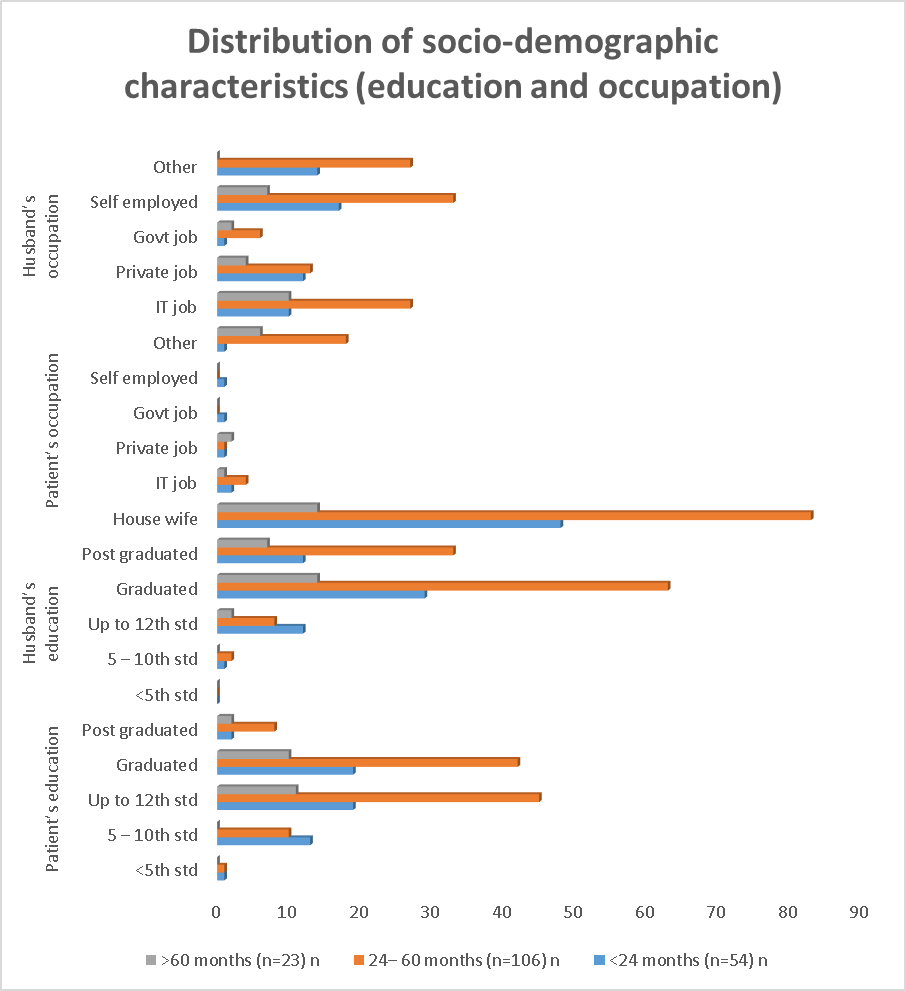 Distribution of socio-demographic
characteristics (education and occupation)
Husband's
occupation
Other
Self employed
Govt job
Private job
IT job
Patient's occupation
Other
Self employed
Govt job
Private job
IT job
House wife
Husband's
education
Post graduated
Graduated
Up to 12th std
5 – 10th std
<5th std
Patient's education
Post graduated
Graduated
Up to 12th std
5 – 10th std
<5th std
0 10 20 30 40 50 60 70 80 90
>60 months (n=23) n 24– 60 months (n=106) n <24 months (n=54) n